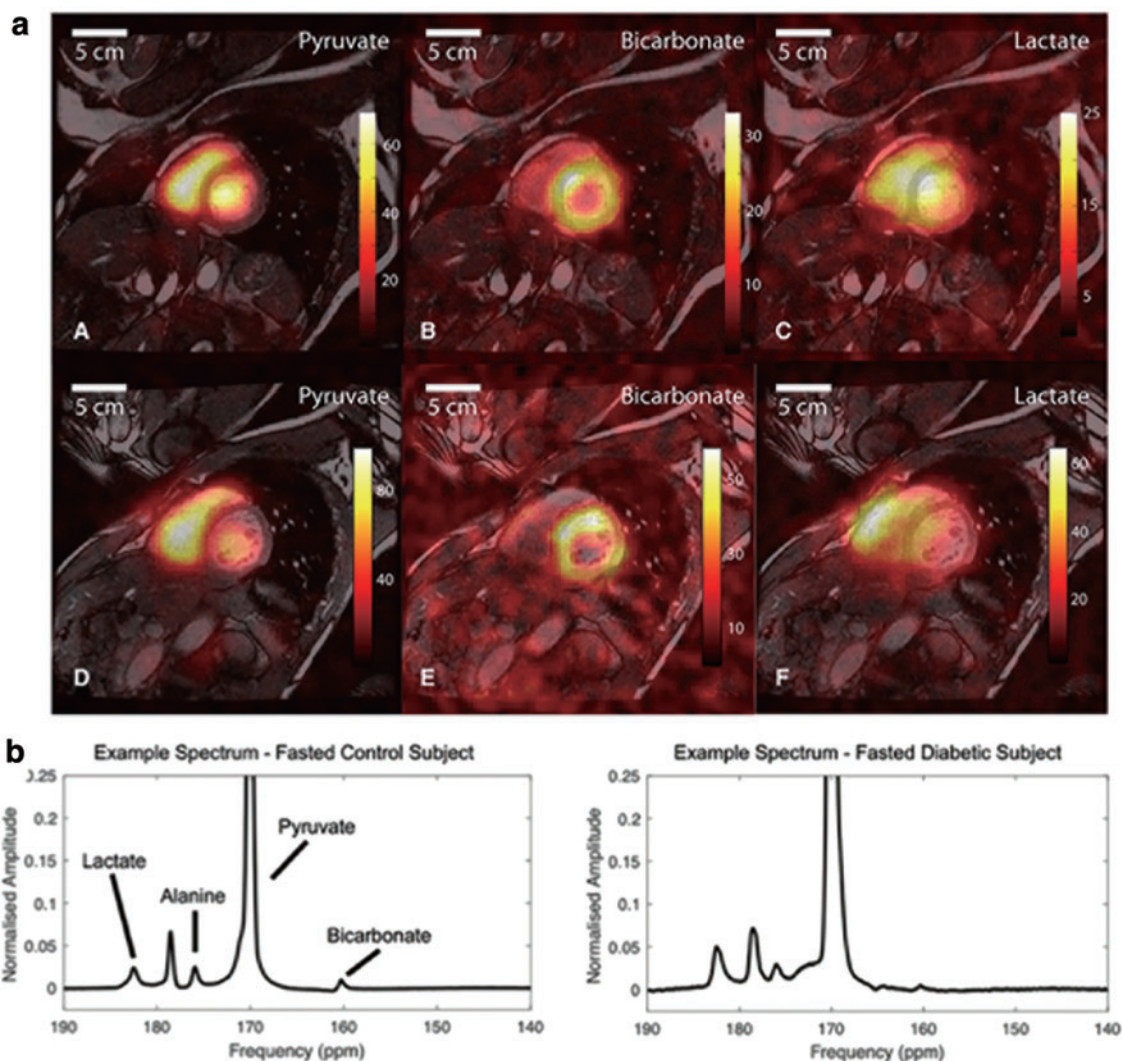 a
5 cm
Pyruvate
60
40
20
A
5 cm
Bicarbonate
30
20
10
B
5 cm
Lactate
25
15
5
C
5 cm
Pyruvate
80
40
D
5 cm
Bicarbonate
50
30
10
E
5 cm
Lactate
60
40
20
F
b
Example Spectrum - Fasted Control Subject
Normalised Amplitude
0.25
0.2
0.15
0.1
0.05
0
Pyruvate
Lactate
Alanine
Bicarbonate
190 180 170 160 150 140
Frequency (ppm)
Example Spectrum - Fasted Diabetic Subject
Normalised Amplitude
0.25
0.2
0.15
0.1
0.05
0
190 180 170 160 150 140
Frequency (ppm)